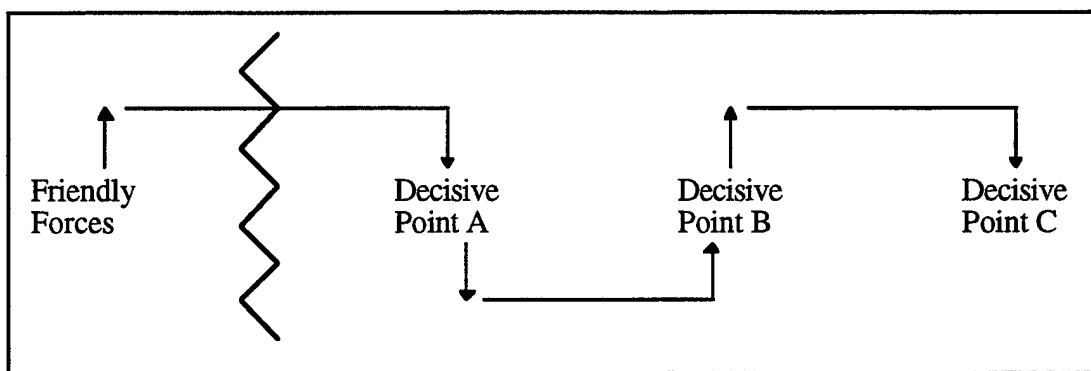 Friendly
Forces
Decisive
Point A
Decisive
Point B
Decisive
Point C